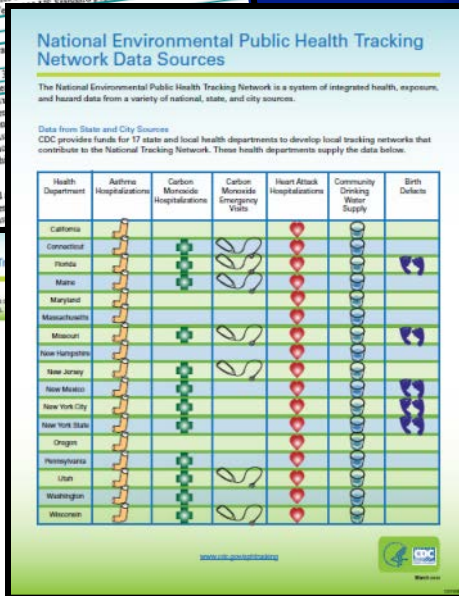 National Environmental Public Health Tracking
Network Data Sources
The National Environmental Public Health Tracking Network is a system of integrated health, exposure,
and hazard data from a variety of national, state, and city sources.
Data from State and City Sources
CDC provides funds for 17 state and local health departments to develop local tracking networks that
contribute to the National Tracking Network. These health departments supply the data below.
Health Department Asthma Hospitalizations Carbon Monoxide Hospitalizations Carbon Monoxide Emergency Visits Heart Attack Hospitalizations Community Drinking Water Supply Birth Defects
California
Connecticut
Florida
Maine
Maryland
Massachusetts
Missouri
New Hampshire
New Jersey
New Mexico
New York City
New York State
Oregon
Pennsylvania
Utah
Washington
Wisconsin
www.cdc.gov/ephtracking
CDC